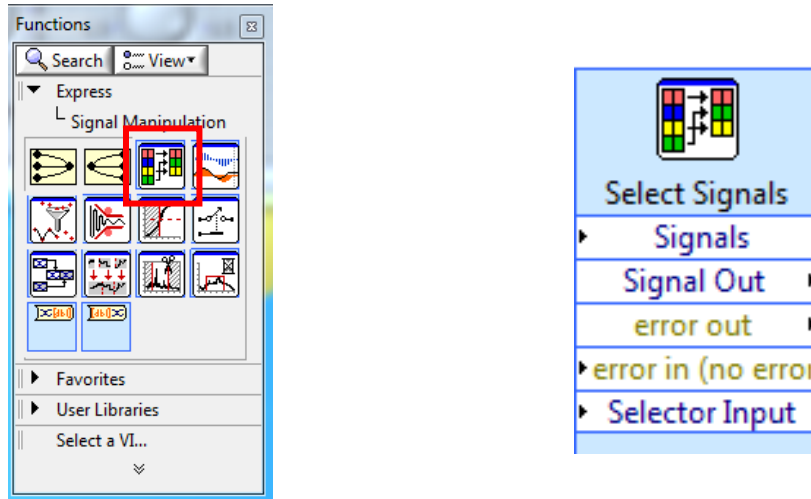 Functions
Search View
Express
Signal Manipulation
Favorites
User Libraries
Select a VI...
Select Signals
Signals
Signal Out
error out
error in (no error
Selector Input